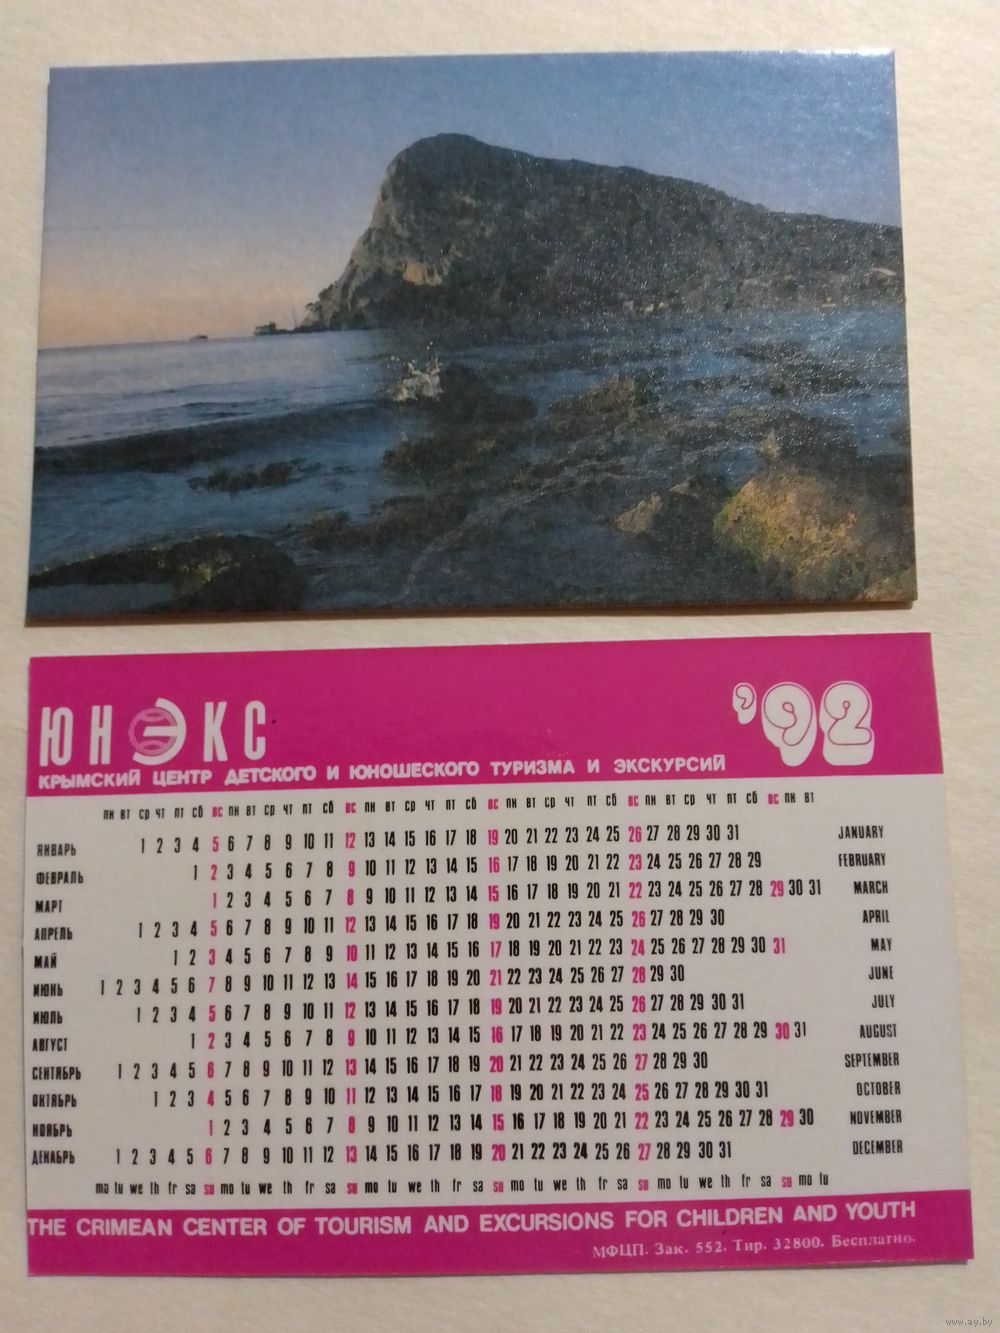 ЮНЭКС '92
КРЫМСКИЙ ЦЕНТР ДЕТСКОГО И ЮНОШЕСКОГО ТУРИЗМА И ЭКСКУРСИЙ
пн вт ср чт пт сб вс пн вт ср чт пт сб вс пн вт ср чт пт сб вс пн вт ср чт пт сб вс пн вт ср чт пт сб вс пн вт
ЯНВАРЬ 1 2 3 4 5 6 7 8 9 10 11 12 13 14 15 16 17 18 19 20 21 22 23 24 25 26 27 28 29 30 31 JANUARY
ФЕВРАЛЬ 1 2 3 4 5 6 7 8 9 10 11 12 13 14 15 16 17 18 19 20 21 22 23 24 25 26 27 28 29 FEBRUARY
МАРТ 1 2 3 4 5 6 7 8 9 10 11 12 13 14 15 16 17 18 19 20 21 22 23 24 25 26 27 28 29 30 31 MARCH
АПРЕЛЬ 1 2 3 4 5 6 7 8 9 10 11 12 13 14 15 16 17 18 19 20 21 22 23 24 25 26 27 28 29 30 APRIL
МАЙ 1 2 3 4 5 6 7 8 9 10 11 12 13 14 15 16 17 18 19 20 21 22 23 24 25 26 27 28 29 30 31 MAY
ИЮНЬ 1 2 3 4 5 6 7 8 9 10 11 12 13 14 15 16 17 18 19 20 21 22 23 24 25 26 27 28 29 30 JUNE
ИЮЛЬ 1 2 3 4 5 6 7 8 9 10 11 12 13 14 15 16 17 18 19 20 21 22 23 24 25 26 27 28 29 30 31 JULY
АВГУСТ 1 2 3 4 5 6 7 8 9 10 11 12 13 14 15 16 17 18 19 20 21 22 23 24 25 26 27 28 29 30 31 AUGUST
СЕНТЯБРЬ 1 2 3 4 5 6 7 8 9 10 11 12 13 14 15 16 17 18 19 20 21 22 23 24 25 26 27 28 29 30 SEPTEMBER
ОКТЯБРЬ 1 2 3 4 5 6 7 8 9 10 11 12 13 14 15 16 17 18 19 20 21 22 23 24 25 26 27 28 29 30 31 OCTOBER
НОЯБРЬ 1 2 3 4 5 6 7 8 9 10 11 12 13 14 15 16 17 18 19 20 21 22 23 24 25 26 27 28 29 30 NOVEMBER
ДЕКАБРЬ 1 2 3 4 5 6 7 8 9 10 11 12 13 14 15 16 17 18 19 20 21 22 23 24 25 26 27 28 29 30 31 DECEMBER
mo tu we th fr sa su mo tu we th fr sa su mo tu we th fr sa su mo tu we th fr sa su mo tu we th fr sa su mo tu
THE CRIMEAN CENTER OF TOURISM AND EXCURSIONS FOR CHILDREN AND YOUTH
МФЦП. Зак. 552. Тир. 32800. Бесплатно.
www.ay.by